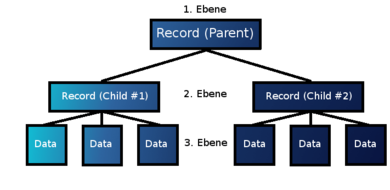 1. Ebene
Record (Parent)
Record (Child #1)
2. Ebene
Record (Child #2)
Data
Data
Data
3. Ebene
Data
Data
Data